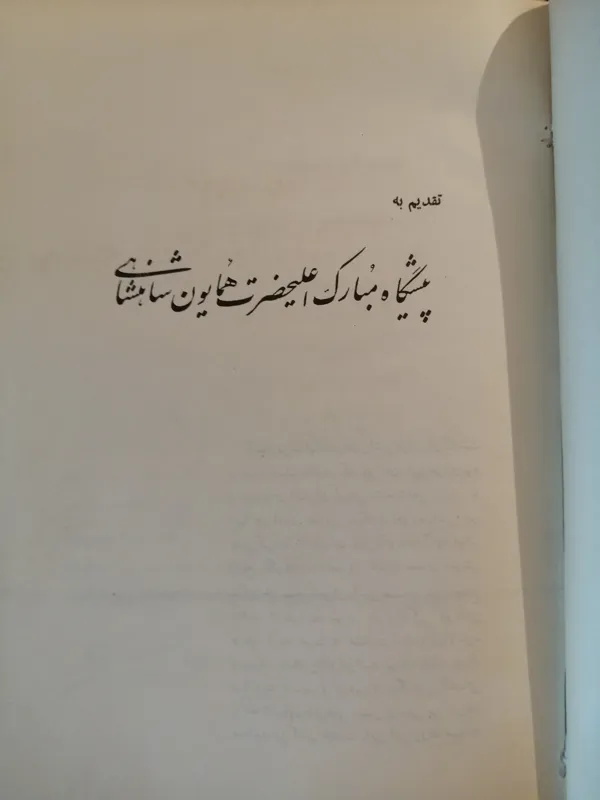 تقدیم به
پیشگاه مبارک اعلیحضرت همایون شاهنشاهی